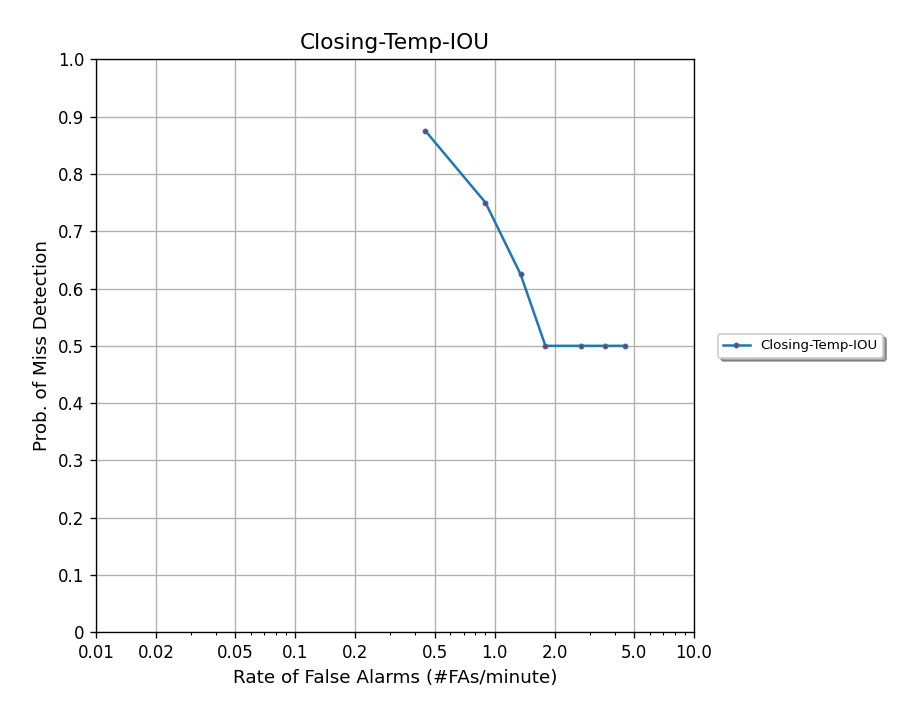 Closing-Temp-IOU
1.0
0.9
0.8
0.7
0.6
0.5
0.4
0.3
0.2
0.1
0
Prob. of Miss Detection
0.01 0.02 0.05 0.1 0.2 0.5 1.0 2.0 5.0 10.0
Rate of False Alarms (#FAs/minute)
Closing-Temp-IOU